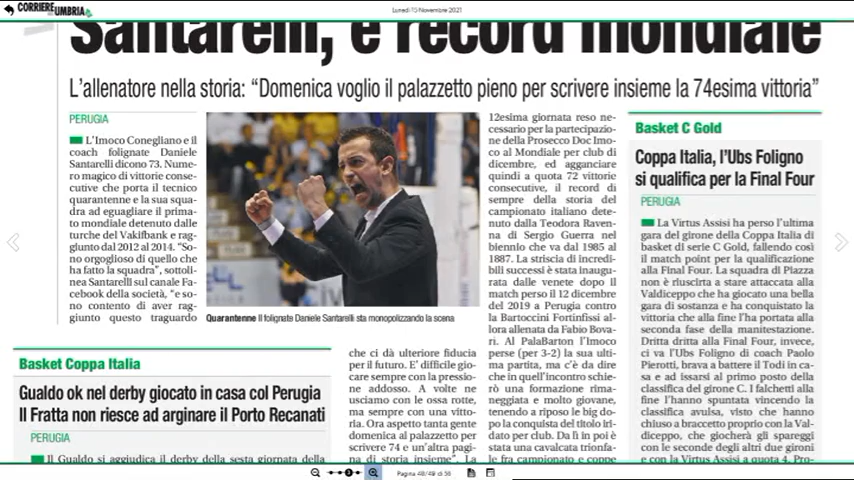 CORRIERE
dell'UMBRIA
Lunedì 15 Novembre 2021
Santarelli, è record mondiale
L'allenatore nella storia: “Domenica voglio il palazzetto pieno per scrivere insieme la 74esima vittoria”
PERUGIA
L'Imoco Conegliano e il
coach folignate Daniele
Santarelli dicono 73. Nume-
ro magico di vittorie conse-
cutive che porta il tecnico
quarantenne e la sua squa-
dra ad eguagliare il prima-
to mondiale detenuto dalle
turche del Vakifbank e rag-
giunto dal 2012 al 2014. “So-
no orgoglioso di quello che
ha fatto la squadra”, sottoli-
nea Santarelli sul canale Fa-
cebook della società, “e so-
no contento di aver rag-
giunto questo traguardo
Quarantenne Il folignate Daniele Santarelli sta monopolizzando la scena
che ci dà ulteriore fiducia
per il futuro. E' difficile gio-
care sempre con la pressio-
ne addosso. A volte ne
usciamo con le ossa rotte,
ma sempre con una vitto-
ria. Ora aspetto tanta gente
domenica al palazzetto per
scrivere 74 e un'altra pagi-
na di storia insieme”. La
12esima giornata reso ne-
cessario per la partecipazio-
ne della Prosecco Doc Imo-
co al Mondiale per club di
dicembre, ed agganciare
quindi a quota 72 vittorie
consecutive, il record di
sempre della storia del
campionato italiano dete-
nuto dalla Teodora Raven-
na di Sergio Guerra nel
biennio che va dal 1985 al
1887. La striscia di incredi-
bili successi è stata inaugu-
rata dalle venete dopo il
match perso il 12 dicembre
del 2019 a Perugia contro
la Bartoccini Fortinfissi al-
lora allenata da Fabio Bova-
ri. Al PalaBarton l'Imoco
perse (per 3-2) la sua ulti-
ma partita, ma c'è da dire
che in quell'incontro schie-
rò una formazione rima-
neggiata e molto giovane,
tenendo a riposo le big do-
po la conquista del titolo iri-
dato per club. Da lì in poi è
stata una cavalcata trionfa-
le fra campionato e coppe
Basket C Gold
Coppa Italia, l'Ubs Foligno
si qualifica per la Final Four
PERUGIA
La Virtus Assisi ha perso l'ultima
gara del girone della Coppa Italia di
basket di serie C Gold, fallendo così
il match point per la qualificazione
alla Final Four. La squadra di Piazza
non è riuscirta a stare attaccata alla
Valdiceppo che ha giocato una bella
gara di sostanza e ha conquistato la
vittoria che alla fine l'ha portata alla
seconda fase della manifestazione.
Dritta dritta alla Final Four, invece,
ci va l'Ubs Foligno di coach Paolo
Pierotti, brava a battere il Todi in ca-
sa e ad issarsi al primo posto della
classifica del girone C. I falchetti alla
fine l'hanno spuntata vincendo la
classifica avulsa, visto che hanno
chiuso a braccetto proprio con la Val-
diceppo, che giocherà gli spareggi
con le seconde degli altri due gironi
e con la Virtus Assisi a quota 4. Pro-
Basket Coppa Italia
Gualdo ok nel derby giocato in casa col Perugia
Il Fratta non riesce ad arginare il Porto Recanati
PERUGIA
Il Gualdo si aggiudica il derby della sesta giornata della
Pagina 48/49 di 56